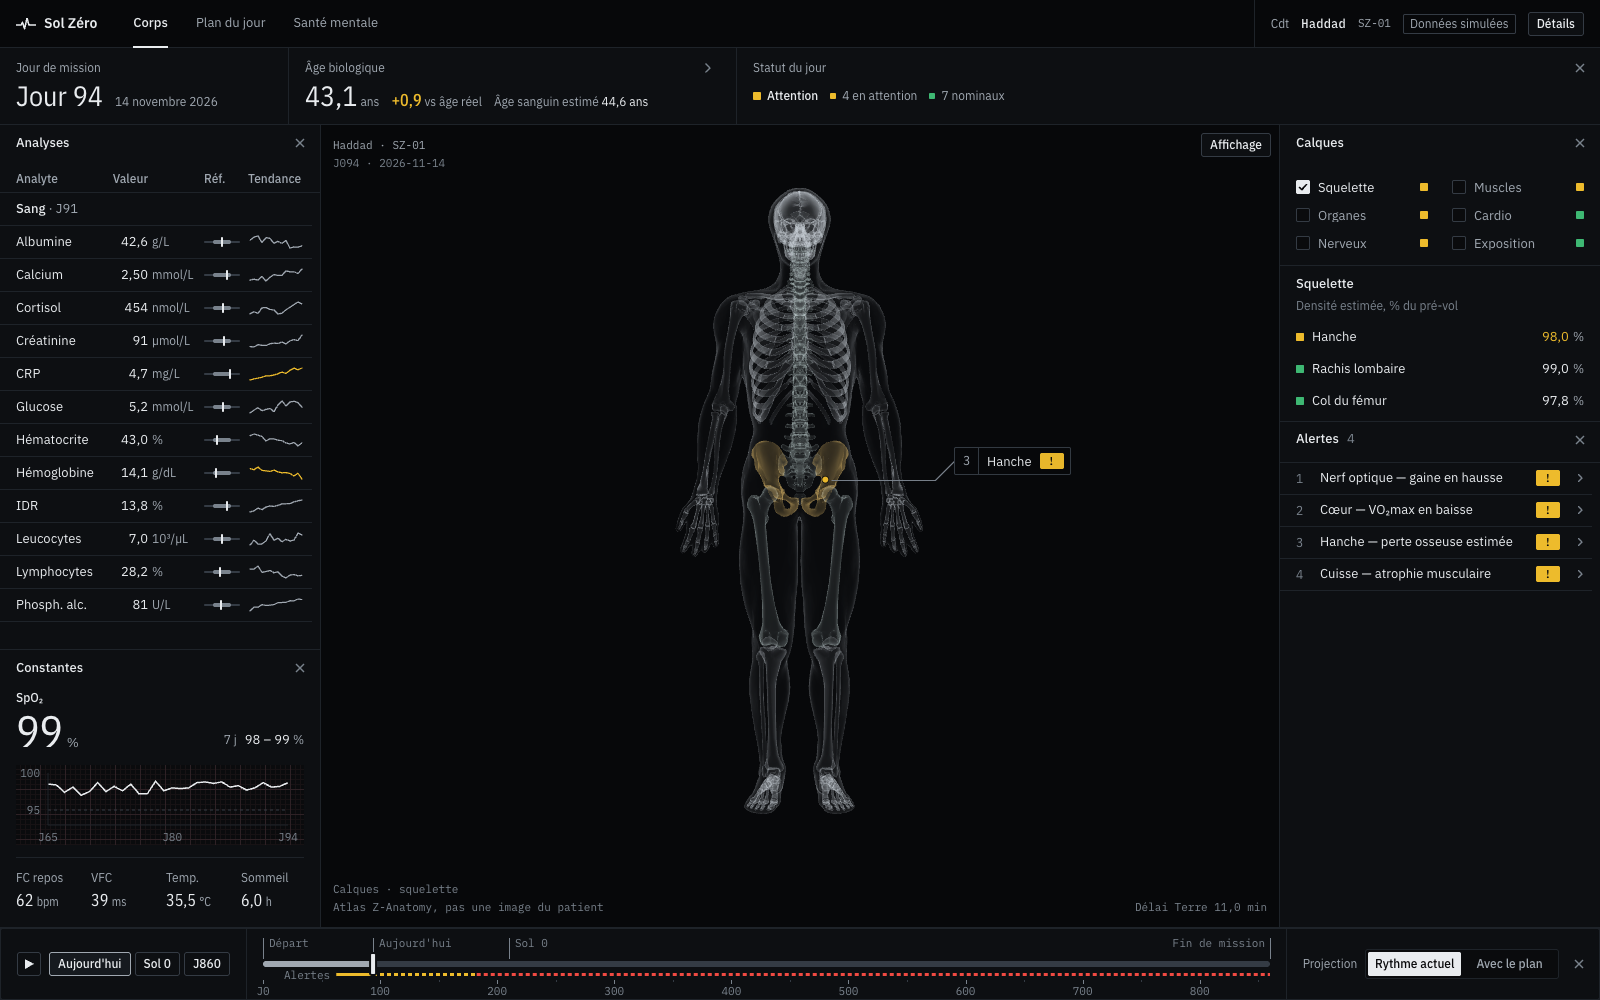 Sol Zéro
Corps
Plan du jour
Santé mentale
Cdt Haddad SZ-01
Données simulées
Détails
Jour de mission
Jour 94 14 novembre 2026
Âge biologique
43,1 ans +0,9 vs âge réel Âge sanguin estimé 44,6 ans
Statut du jour
Attention 4 en attention 7 nominaux
Analyses
Analyte Valeur Réf. Tendance
Sang · J91
Albumine 42,6 g/L
Calcium 2,50 mmol/L
Cortisol 454 nmol/L
Créatinine 91 µmol/L
CRP 4,7 mg/L
Glucose 5,2 mmol/L
Hématocrite 43,0 %
Hémoglobine 14,1 g/dL
IDR 13,8 %
Leucocytes 7,0 10³/µL
Lymphocytes 28,2 %
Phosph. alc. 81 U/L
Constantes
SpO₂
99 % 7 j 98 – 99 %
100
95
J65 J80 J94
FC repos VFC Temp. Sommeil
62 bpm 39 ms 35,5 °C 6,0 h
Haddad · SZ-01
J094 · 2026-11-14
Affichage
3 Hanche !
Calques · squelette
Atlas Z-Anatomy, pas une image du patient
Délai Terre 11,0 min
Calques
Squelette Muscles
Organes Cardio
Nerveux Exposition
Squelette
Densité estimée, % du pré-vol
Hanche 98,0 %
Rachis lombaire 99,0 %
Col du fémur 97,8 %
Alertes 4
1 Nerf optique — gaine en hausse !
2 Cœur — VO₂max en baisse !
3 Hanche — perte osseuse estimée !
4 Cuisse — atrophie musculaire !
Aujourd'hui
Sol 0
J860
Départ Aujourd'hui Sol 0 Fin de mission
Alertes
J0 100 200 300 400 500 600 700 800
Projection
Rythme actuel
Avec le plan